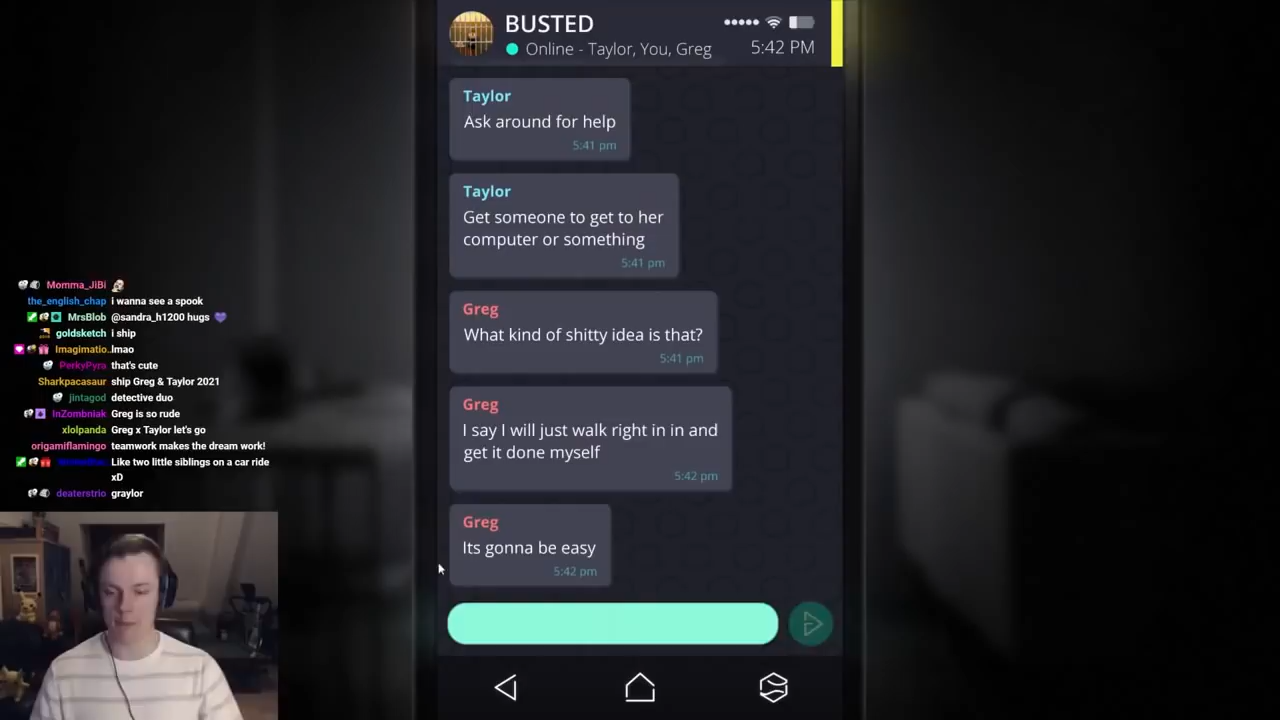 BUSTED
Online - Taylor, You, Greg
5:42 PM
Taylor
Ask around for help
5:41 pm
Taylor
Get someone to get to her
computer or something
5:41 pm
Greg
What kind of shitty idea is that?
5:41 pm
Greg
I say I will just walk right in in and
get it done myself
5:42 pm
Greg
Its gonna be easy
5:42 pm
Momma_JiBi
the_english_chap i wanna see a spook
MrsBlob @sandra_h1200 hugs
goldsketch i ship
Imagimatio.. lmao
PerkyPyro that's cute
Sharkpacasaur ship Greg & Taylor 2021
jintagod detective duo
InZombniak Greg is so rude
xlolpanda Greg x Taylor let's go
origamiflamingo teamwork makes the dream work!
Like two little siblings on a car ride
xD
deaterstrio graylor